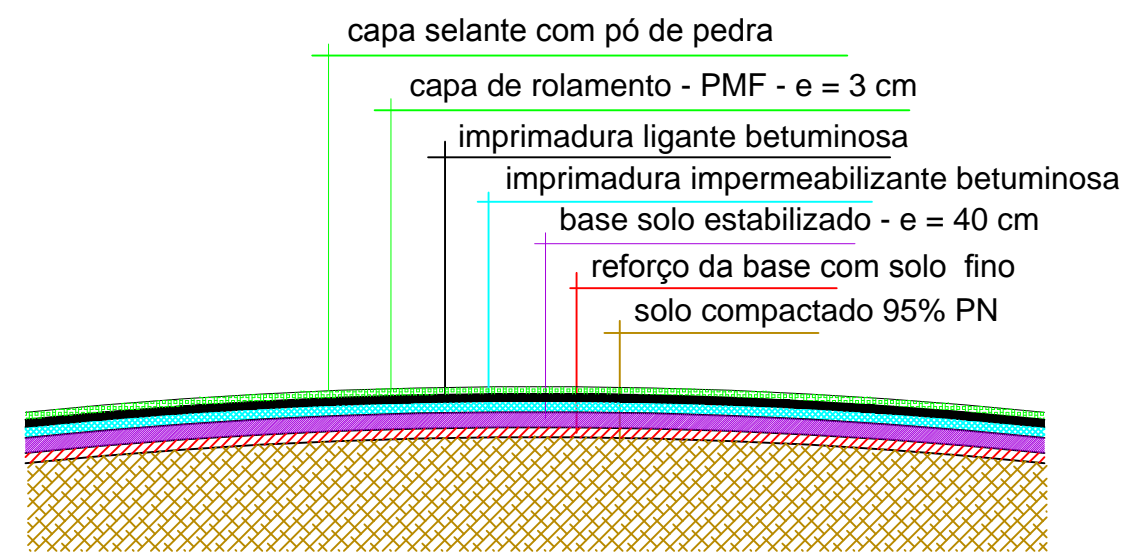 capa selante com pó de pedra
capa de rolamento - PMF - e = 3 cm
imprimadura ligante betuminosa
imprimadura impermeabilizante betuminosa
base solo estabilizado - e = 40 cm
reforço da base com solo fino
solo compactado 95% PN